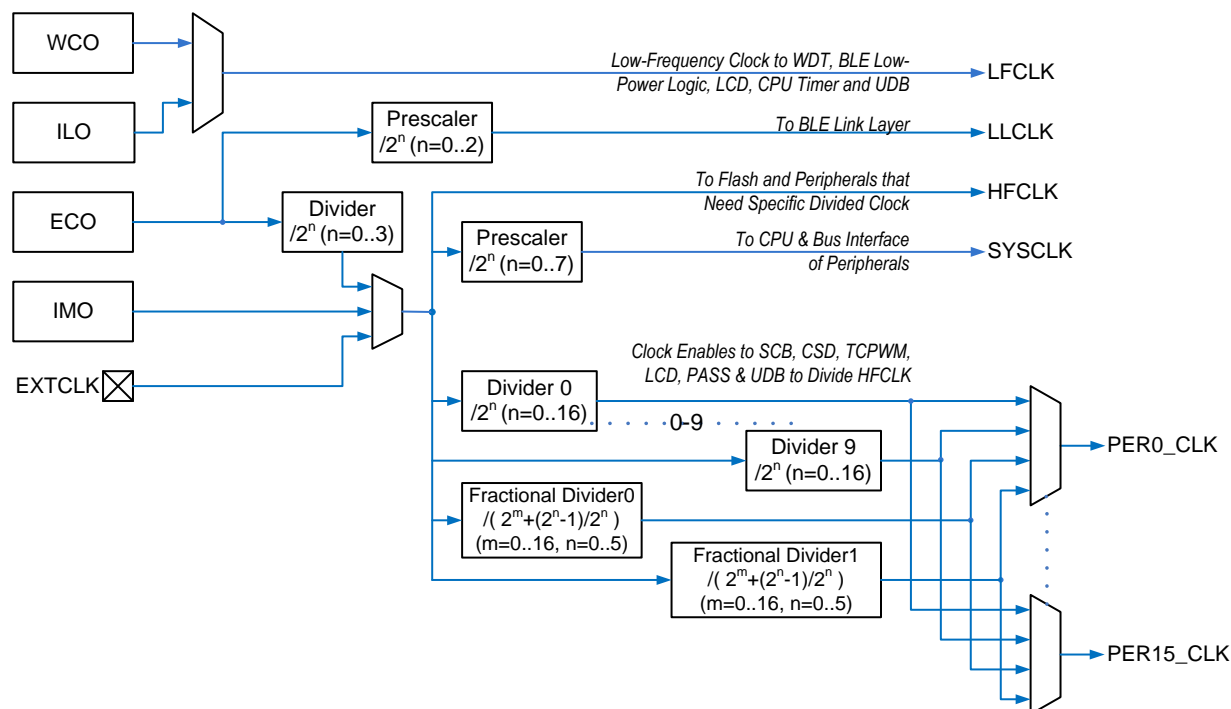 WCO
Low-Frequency Clock to WDT, BLE Low-
Power Logic, LCD, CPU Timer and UDB
LFCLK
ILO
Prescaler
/2ⁿ (n=0..2)
To BLE Link Layer
LLCLK
ECO
Divider
/2ⁿ (n=0..3)
To Flash and Peripherals that
Need Specific Divided Clock
HFCLK
Prescaler
/2ⁿ (n=0..7)
To CPU & Bus Interface
of Peripherals
SYSCLK
IMO
EXTCLK
Clock Enables to SCB, CSD, TCPWM,
LCD, PASS & UDB to Divide HFCLK
Divider 0
/2ⁿ (n=0..16)
0-9
Divider 9
/2ⁿ (n=0..16)
PER0_CLK
Fractional Divider0
/( 2ᵐ+(2ⁿ-1)/2ⁿ )
(m=0..16, n=0..5)
Fractional Divider1
/( 2ᵐ+(2ⁿ-1)/2ⁿ )
(m=0..16, n=0..5)
PER15_CLK